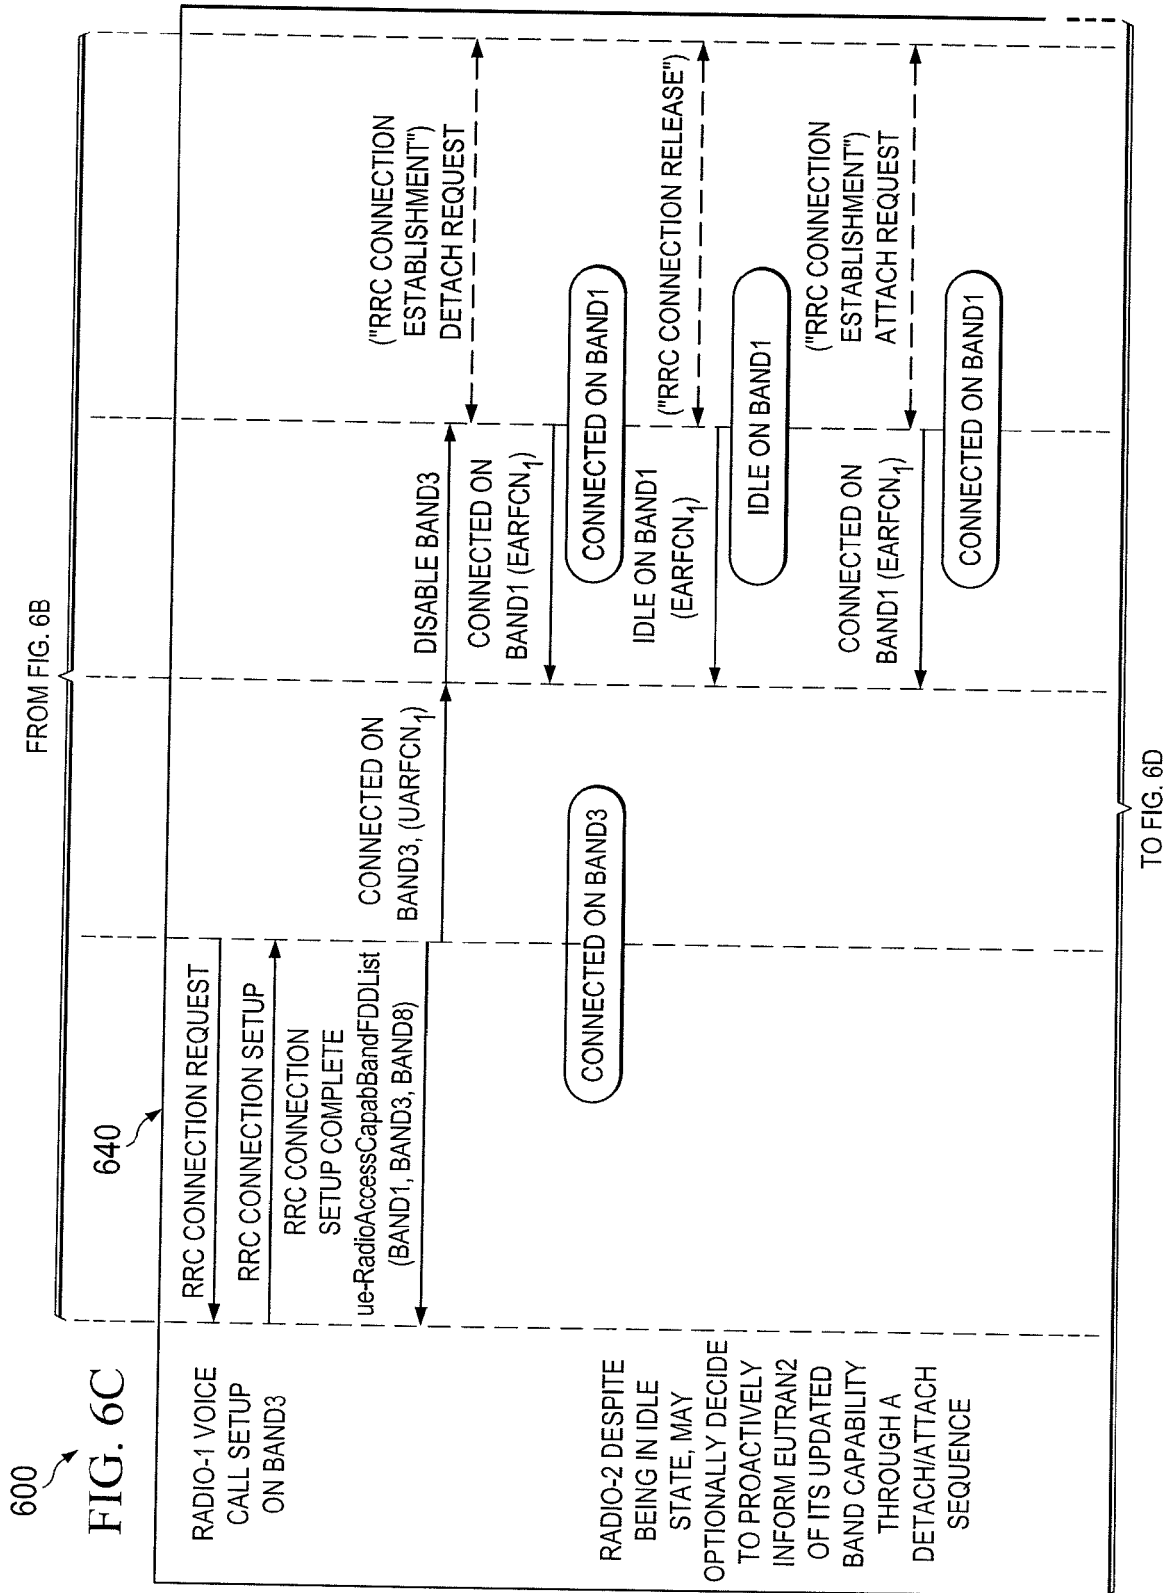 600
FIG. 6C
FROM FIG. 6B
640
RADIO-1 VOICE
CALL SETUP
ON BAND3
RRC CONNECTION REQUEST
RRC CONNECTION SETUP
RRC CONNECTION
SETUP COMPLETE
ue-RadioAccessCapabBandFDDList
(BAND1, BAND3, BAND8)
CONNECTED ON
BAND3, (UARFCN1)
DISABLE BAND3
("RRC CONNECTION
ESTABLISHMENT")
DETACH REQUEST
CONNECTED ON
BAND1 (EARFCN1)
RADIO-2 DESPITE
BEING IN IDLE
STATE, MAY
OPTIONALLY DECIDE
TO PROACTIVELY
INFORM EUTRAN2
OF ITS UPDATED
BAND CAPABILITY
THROUGH A
DETACH/ATTACH
SEQUENCE
CONNECTED ON BAND3
CONNECTED ON BAND1
IDLE ON BAND1
(EARFCN1)
("RRC CONNECTION RELEASE")
IDLE ON BAND1
("RRC CONNECTION
ESTABLISHMENT")
ATTACH REQUEST
CONNECTED ON
BAND1 (EARFCN1)
CONNECTED ON BAND1
TO FIG. 6D